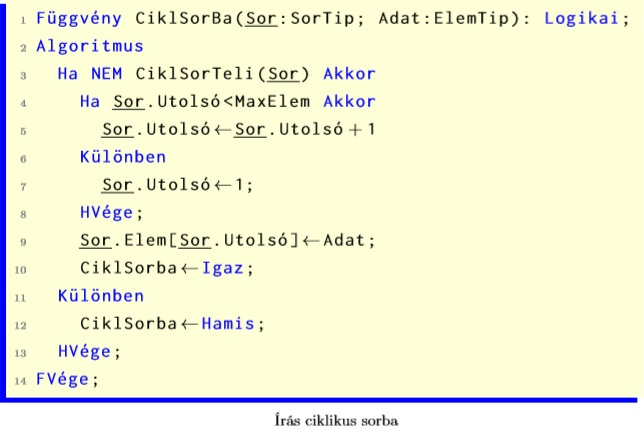 1 Függvény CiklSorBa(Sor:SorTip; Adat:ElemTip): Logikai;
2 Algoritmus
3 Ha NEM CiklSorTeli(Sor) Akkor
4 Ha Sor.Utolsó<MaxElem Akkor
5 Sor.Utolsó←Sor.Utolsó+1
6 Különben
7 Sor.Utolsó←1;
8 HVége;
9 Sor.Elem[Sor.Utolsó]←Adat;
10 CiklSorba←Igaz;
11 Különben
12 CiklSorba←Hamis;
13 HVége;
14 FVége;
Írás ciklikus sorba